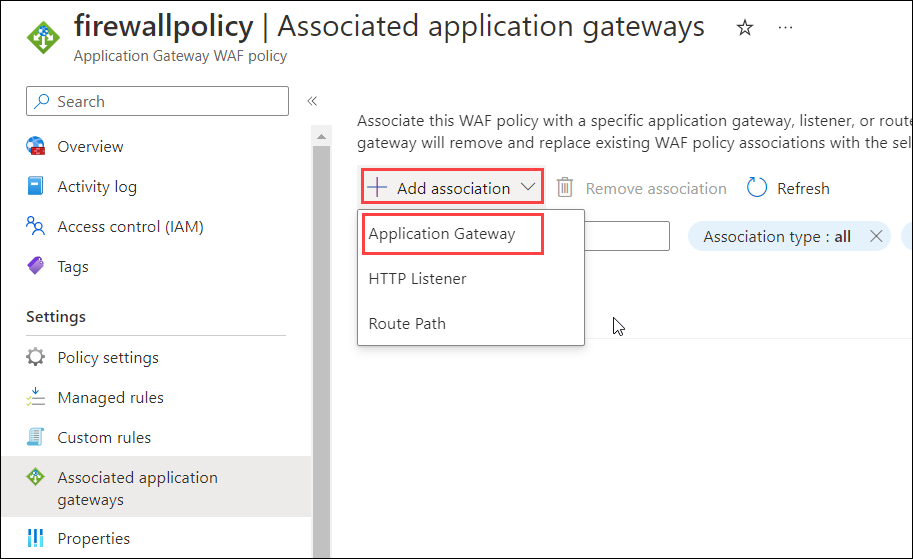 firewallpolicy | Associated application gateways
Application Gateway WAF policy
Search
Overview
Activity log
Access control (IAM)
Tags
Settings
Policy settings
Managed rules
Custom rules
Associated application
gateways
Properties
Associate this WAF policy with a specific application gateway, listener, or route
gateway will remove and replace existing WAF policy associations with the sel
Add association
Remove association
Refresh
Application Gateway
HTTP Listener
Route Path
Association type : all